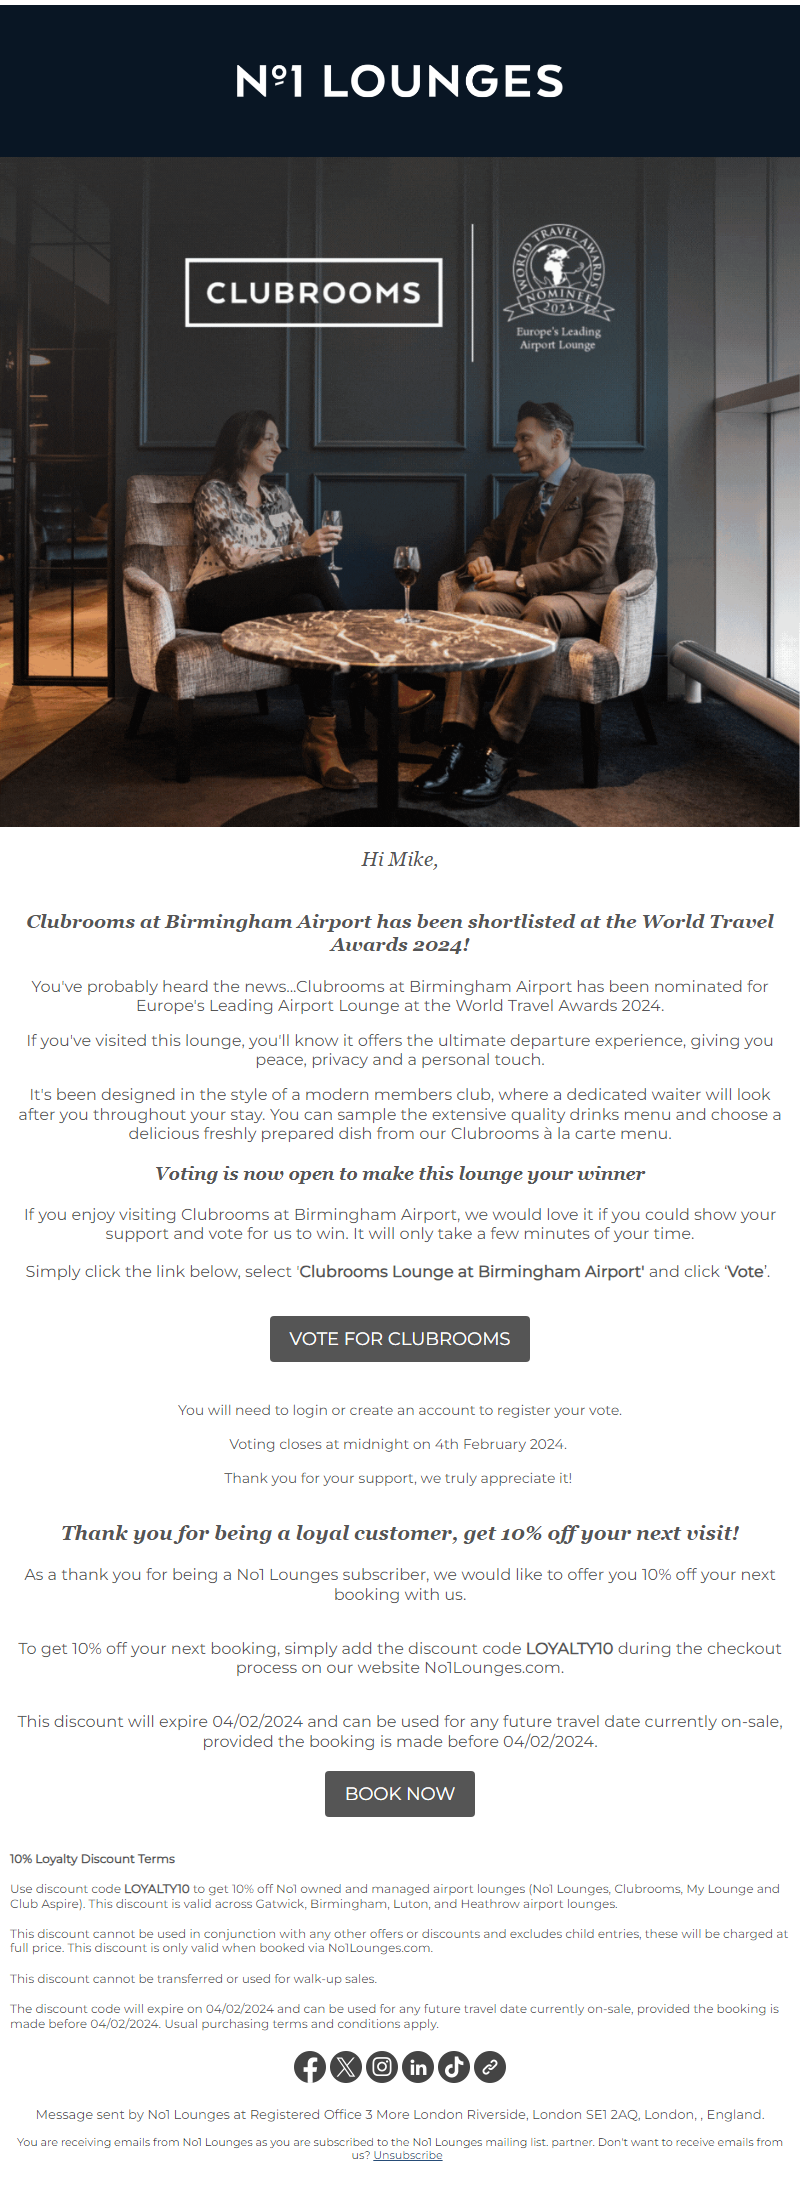 Nº1 LOUNGES
CLUBROOMS
WORLD TRAVEL AWARDS
NOMINEE
2024
Europe's Leading
Airport Lounge
Hi Mike,
Clubrooms at Birmingham Airport has been shortlisted at the World Travel
Awards 2024!
You've probably heard the news...Clubrooms at Birmingham Airport has been nominated for
Europe's Leading Airport Lounge at the World Travel Awards 2024.
If you've visited this lounge, you'll know it offers the ultimate departure experience, giving you
peace, privacy and a personal touch.
It's been designed in the style of a modern members club, where a dedicated waiter will look
after you throughout your stay. You can sample the extensive quality drinks menu and choose a
delicious freshly prepared dish from our Clubrooms à la carte menu.
Voting is now open to make this lounge your winner
If you enjoy visiting Clubrooms at Birmingham Airport, we would love it if you could show your
support and vote for us to win. It will only take a few minutes of your time.
Simply click the link below, select 'Clubrooms Lounge at Birmingham Airport' and click ‘Vote’.
VOTE FOR CLUBROOMS
You will need to login or create an account to register your vote.
Voting closes at midnight on 4th February 2024.
Thank you for your support, we truly appreciate it!
Thank you for being a loyal customer, get 10% off your next visit!
As a thank you for being a No1 Lounges subscriber, we would like to offer you 10% off your next
booking with us.
To get 10% off your next booking, simply add the discount code LOYALTY10 during the checkout
process on our website No1Lounges.com.
This discount will expire 04/02/2024 and can be used for any future travel date currently on-sale,
provided the booking is made before 04/02/2024.
BOOK NOW
10% Loyalty Discount Terms
Use discount code LOYALTY10 to get 10% off No1 owned and managed airport lounges (No1 Lounges, Clubrooms, My Lounge and
Club Aspire). This discount is valid across Gatwick, Birmingham, Luton, and Heathrow airport lounges.
This discount cannot be used in conjunction with any other offers or discounts and excludes child entries, these will be charged at
full price. This discount is only valid when booked via No1Lounges.com.
This discount cannot be transferred or used for walk-up sales.
The discount code will expire on 04/02/2024 and can be used for any future travel date currently on-sale, provided the booking is
made before 04/02/2024. Usual purchasing terms and conditions apply.
Message sent by No1 Lounges at Registered Office 3 More London Riverside, London SE1 2AQ, London, , England.
You are receiving emails from No1 Lounges as you are subscribed to the No1 Lounges mailing list. partner. Don't want to receive emails from
us? Unsubscribe